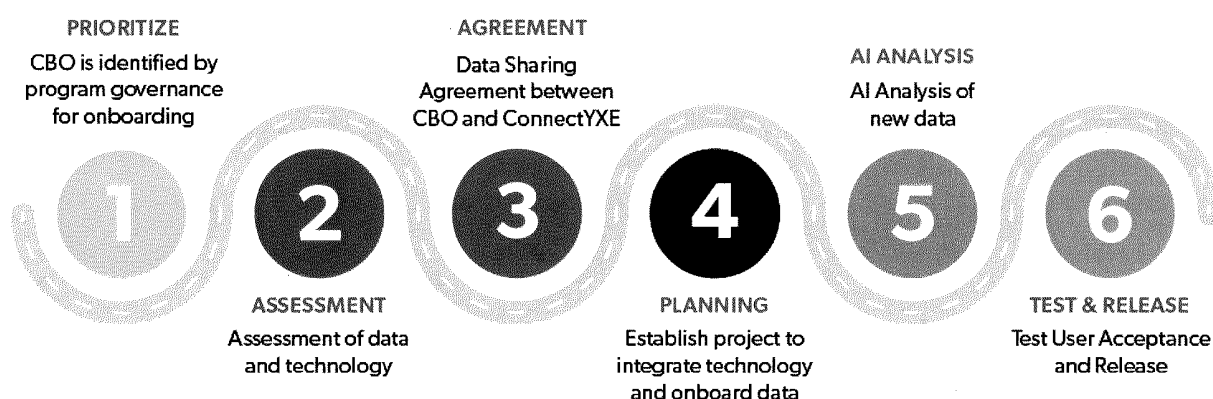 PRIORITIZE
CBO is identified by
program governance
for onboarding
1
2
ASSESSMENT
Assessment of data
and technology
AGREEMENT
Data Sharing
Agreement between
CBO and ConnectYXE
3
4
PLANNING
Establish project to
integrate technology
and onboard data
AI ANALYSIS
AI Analysis of
new data
5
6
TEST & RELEASE
Test User Acceptance
and Release